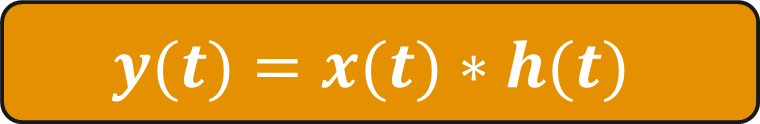 y(t) = x(t) * h(t)